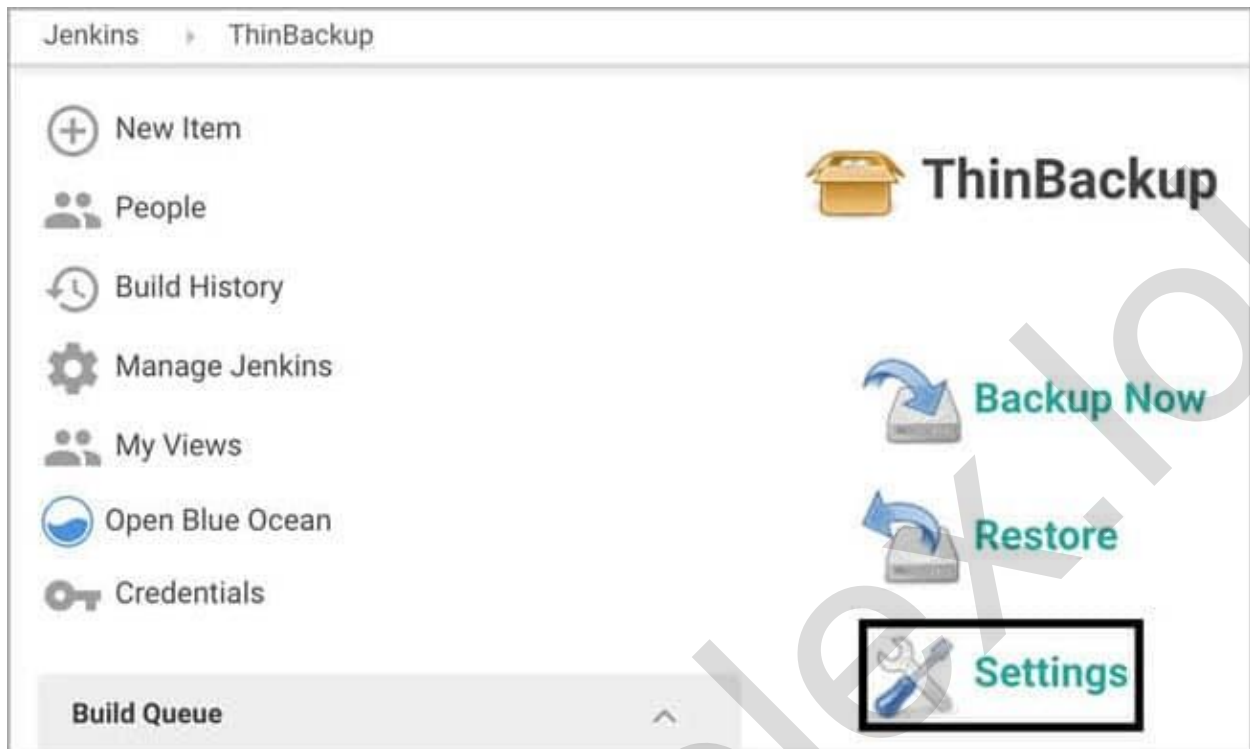 Jenkins ThinBackup
New Item
People
Build History
Manage Jenkins
My Views
Open Blue Ocean
Credentials
Build Queue
ThinBackup
Backup Now
Restore
Settings